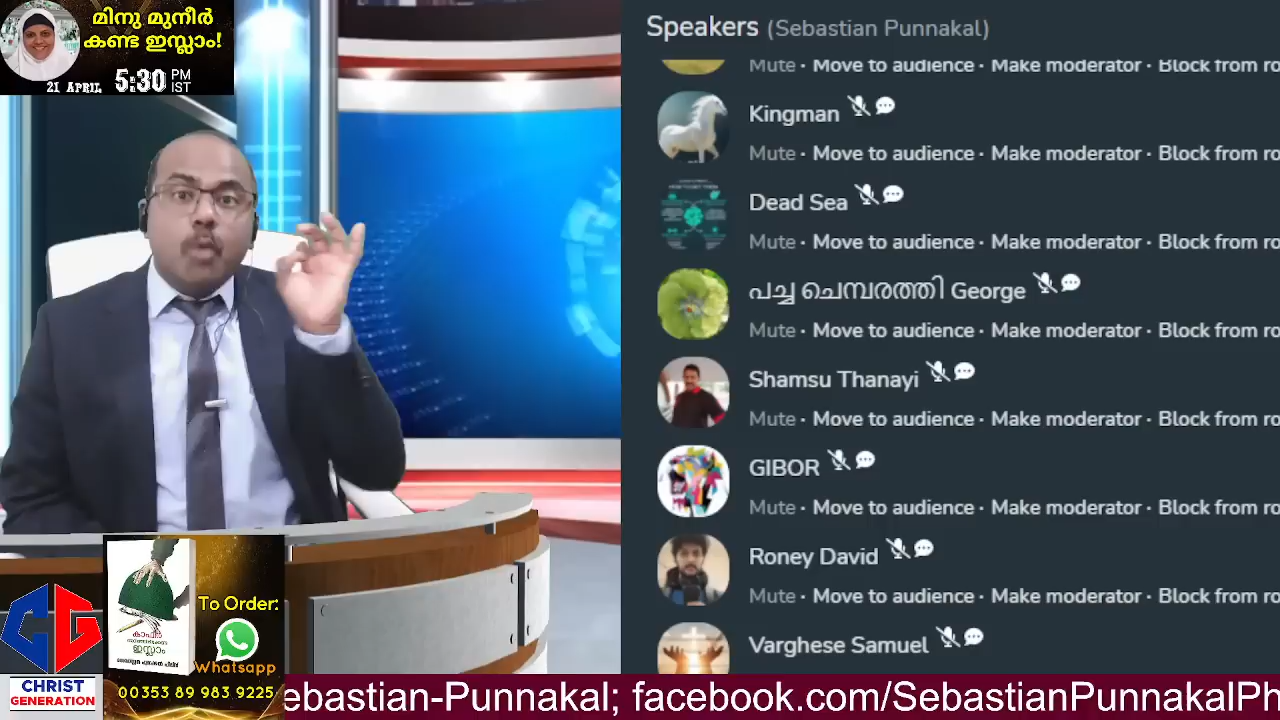 മിനു മുനീർ
കണ്ട ഇസ്ലാം!
21 APRIL 5:30 PM IST
Speakers (Sebastian Punnakal)
Mute · Move to audience · Make moderator · Block from ro
Kingman
Mute · Move to audience · Make moderator · Block from ro
Dead Sea
Mute · Move to audience · Make moderator · Block from ro
പച്ച ചെമ്പരത്തി George
Mute · Move to audience · Make moderator · Block from ro
Shamsu Thanayi
Mute · Move to audience · Make moderator · Block from ro
GIBOR
Mute · Move to audience · Make moderator · Block from ro
Roney David
Mute · Move to audience · Make moderator · Block from ro
Varghese Samuel
CG
CHRIST
GENERATION
കാഫിർ
ഇസ്ലാം
To Order:
Whatsapp
00353 89 983 9225
ebastian-Punnakal; facebook.com/SebastianPunnakalPh